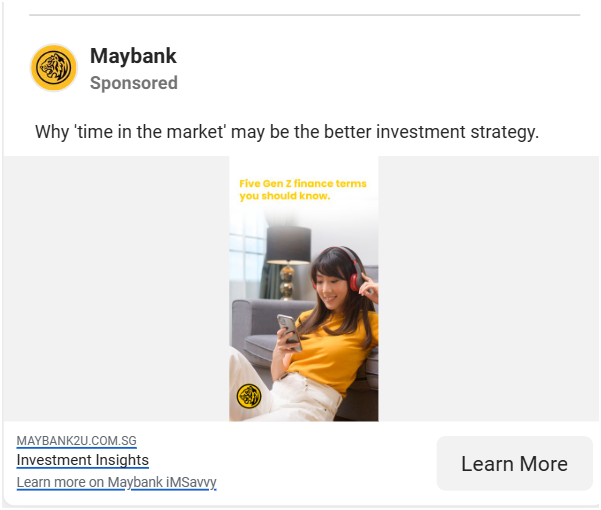 Maybank
Sponsored
Why 'time in the market' may be the better investment strategy.
Five Gen Z finance terms
you should know.
MAYBANK2U.COM.SG
Investment Insights
Learn more on Maybank iMSavvy
Learn More